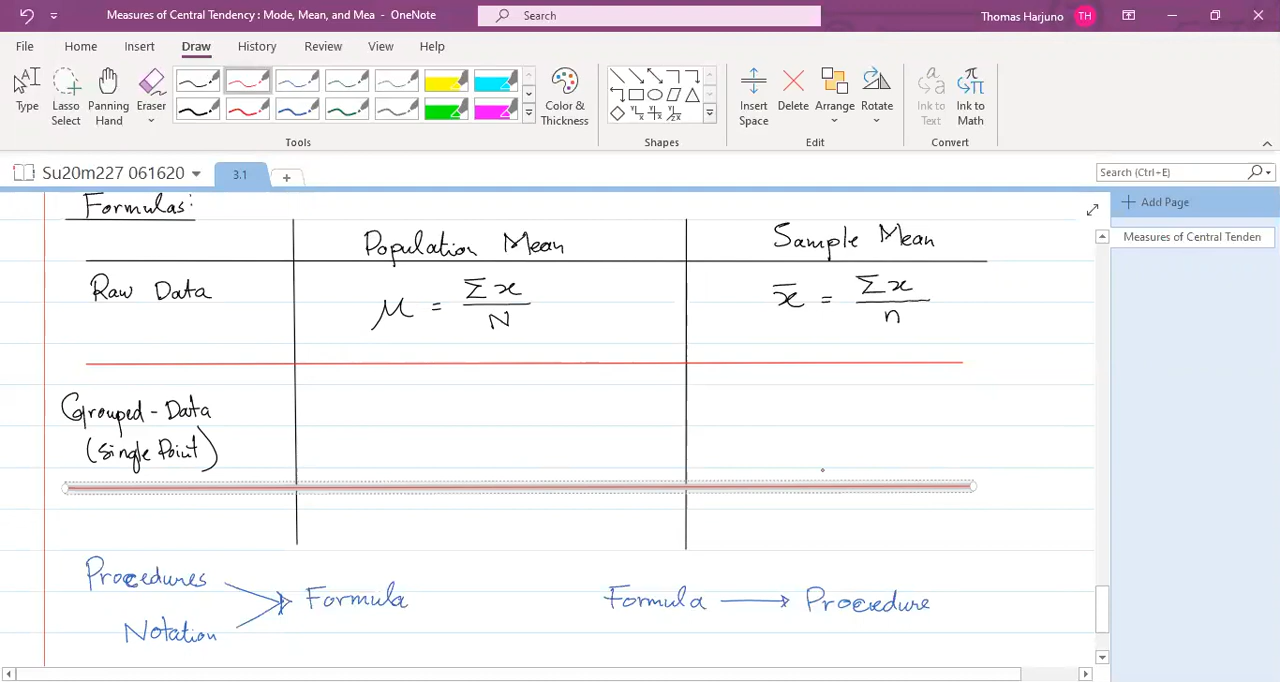 Measures of Central Tendency : Mode, Mean, and Mea - OneNote
Search
Thomas Harjuno
TH
File Home Insert Draw History Review View Help
Type
Lasso Select
Panning Hand
Eraser
Color & Thickness
Insert Space
Delete
Arrange
Rotate
Ink to Text
Ink to Math
Tools
Shapes
Edit
Convert
Su20m227 061620
3.1
Search (Ctrl+E)
Add Page
Measures of Central Tenden
Formulas:
Population Mean
Sample Mean
Raw Data
μ = Σx / N
x̄ = Σx / n
Grouped-Data
(Single Point)
Procedures
Notation
Formula
Formula → Procedure